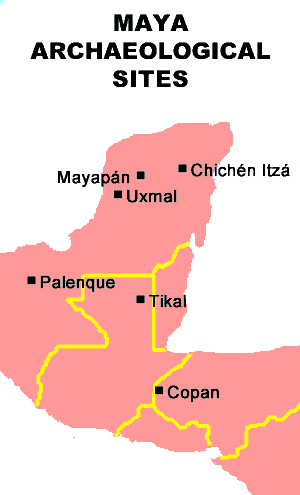 MAYA
ARCHAEOLOGICAL
SITES
Chichén Itzá
Mayapán
Uxmal
Palenque
Tikal
Copan